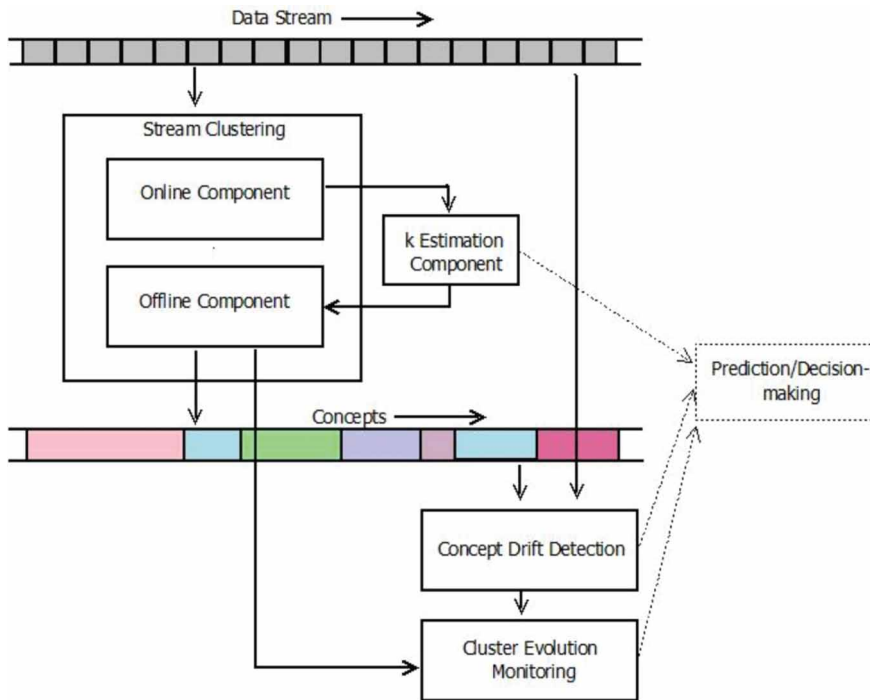 Data Stream
Stream Clustering
Online Component
k Estimation
Component
Offline Component
Prediction/Decision-
making
Concepts
Concept Drift Detection
Cluster Evolution
Monitoring